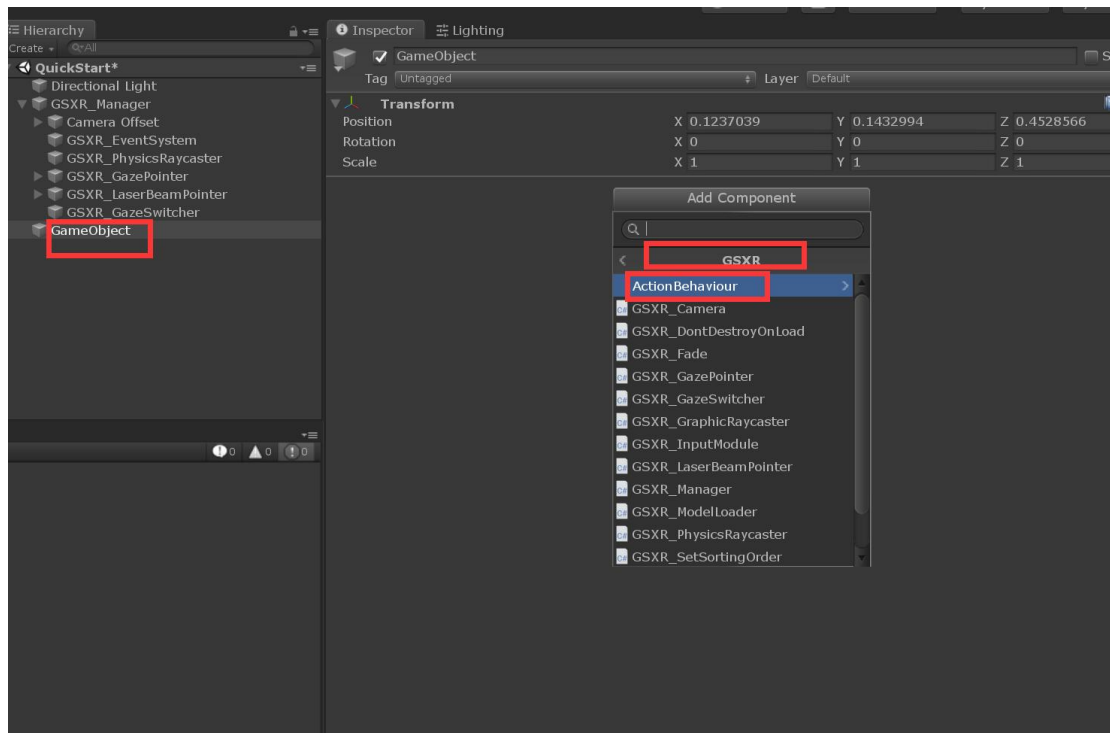 Hierarchy
Create
All
QuickStart*
Directional Light
GSXR_Manager
Camera Offset
GSXR_EventSystem
GSXR_PhysicsRaycaster
GSXR_GazePointer
GSXR_LaserBeamPointer
GSXR_GazeSwitcher
GameObject
0 0 0
Inspector Lighting
GameObject S
Tag Untagged Layer Default
Transform
Position X 0.1237039 Y 0.1432994 Z 0.4528566
Rotation X 0 Y 0 Z 0
Scale X 1 Y 1 Z 1
Add Component
GSXR
ActionBehaviour
GSXR_Camera
GSXR_DontDestroyOnLoad
GSXR_Fade
GSXR_GazePointer
GSXR_GazeSwitcher
GSXR_GraphicRaycaster
GSXR_InputModule
GSXR_LaserBeamPointer
GSXR_Manager
GSXR_ModelLoader
GSXR_PhysicsRaycaster
GSXR_SetSortingOrder